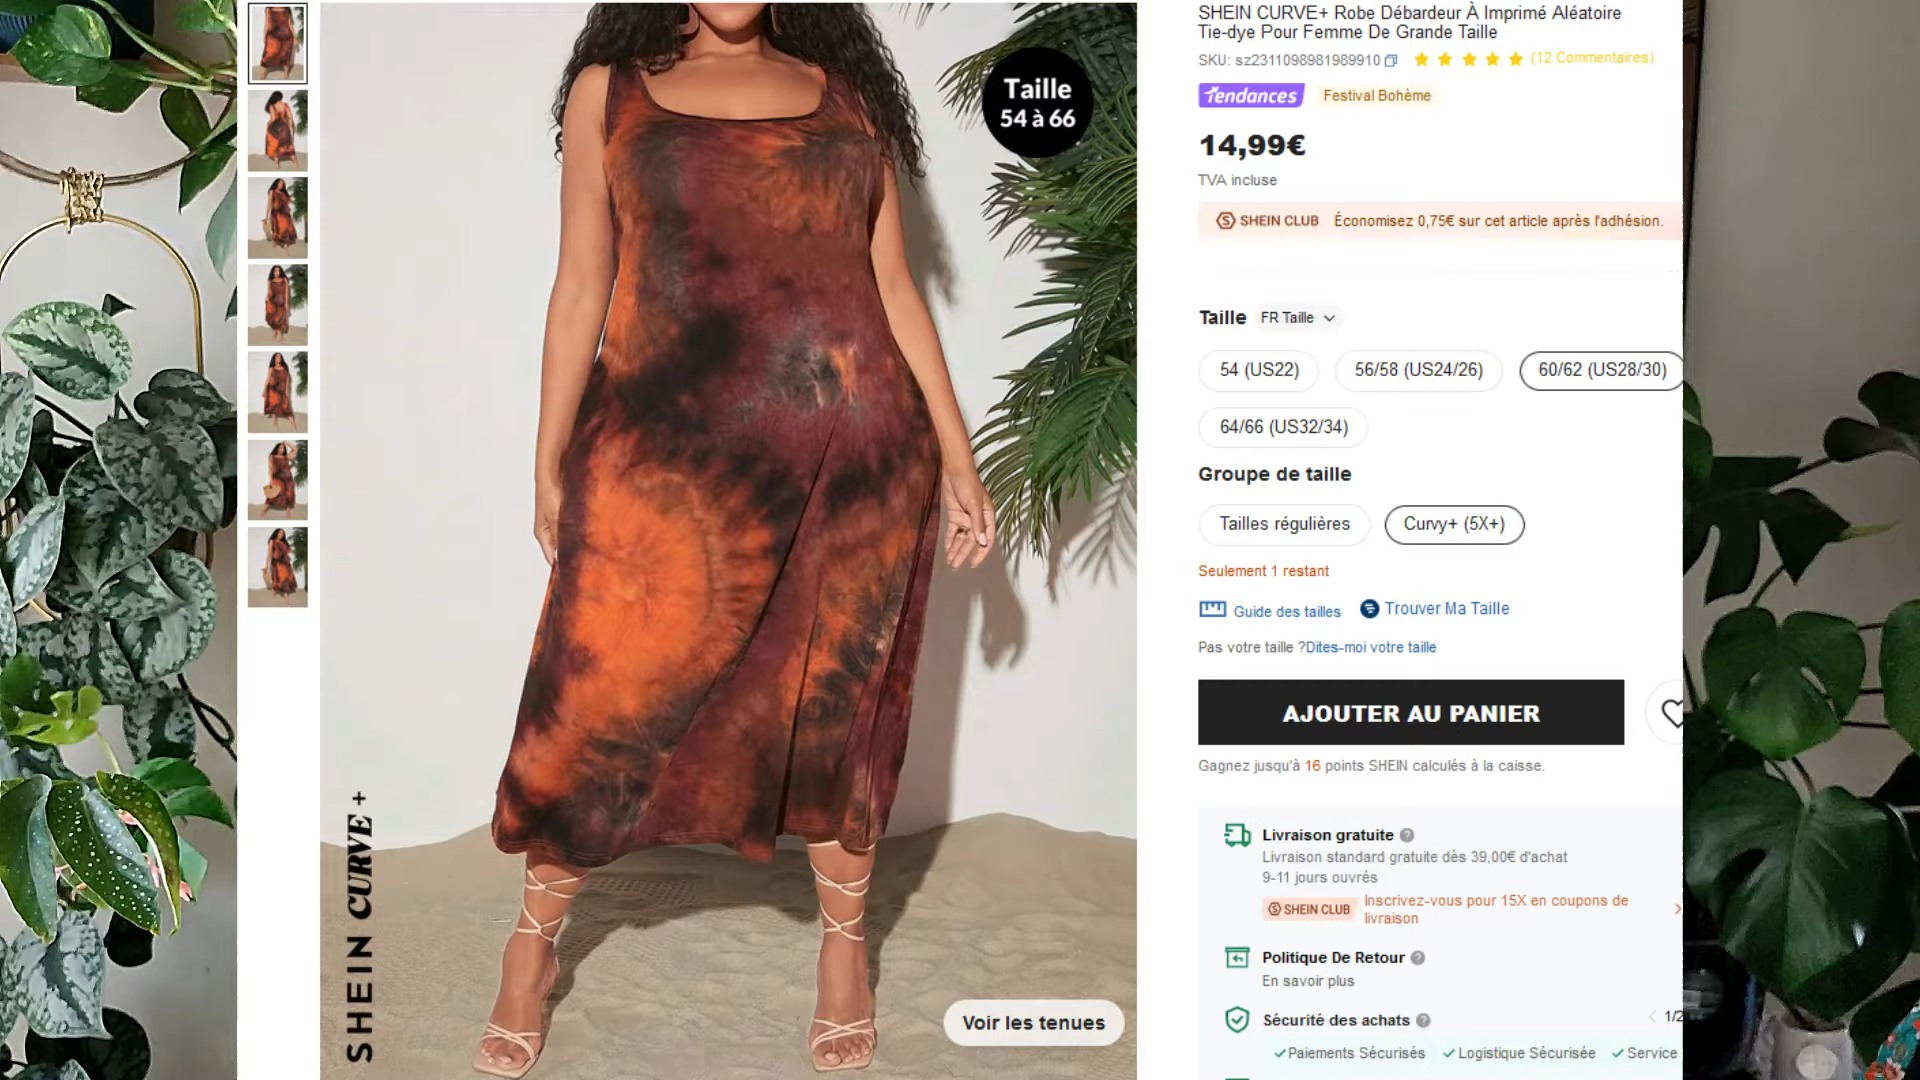 SHEIN CURVE+ Robe Débardeur À Imprimé Aléatoire
Tie-dye Pour Femme De Grande Taille
SKU: sz2311098981989910
(12 Commentaires)
Tendances
Festival Bohème
14,99€
TVA incluse
SHEIN CLUB Économisez 0,75€ sur cet article après l'adhésion.
Taille FR Taille
54 (US22)
56/58 (US24/26)
60/62 (US28/30)
64/66 (US32/34)
Groupe de taille
Tailles régulières
Curvy+ (5X+)
Seulement 1 restant
Guide des tailles
Trouver Ma Taille
Pas votre taille ?Dites-moi votre taille
AJOUTER AU PANIER
Gagnez jusqu'à 16 points SHEIN calculés à la caisse.
Livraison gratuite
Livraison standard gratuite dès 39,00€ d'achat
9-11 jours ouvrés
SHEIN CLUB
Inscrivez-vous pour 15X en coupons de
livraison
Politique De Retour
En savoir plus
Sécurité des achats
1/2
Paiements Sécurisés
Logistique Sécurisée
Service
Taille
54 à 66
SHEIN CURVE+
Voir les tenues